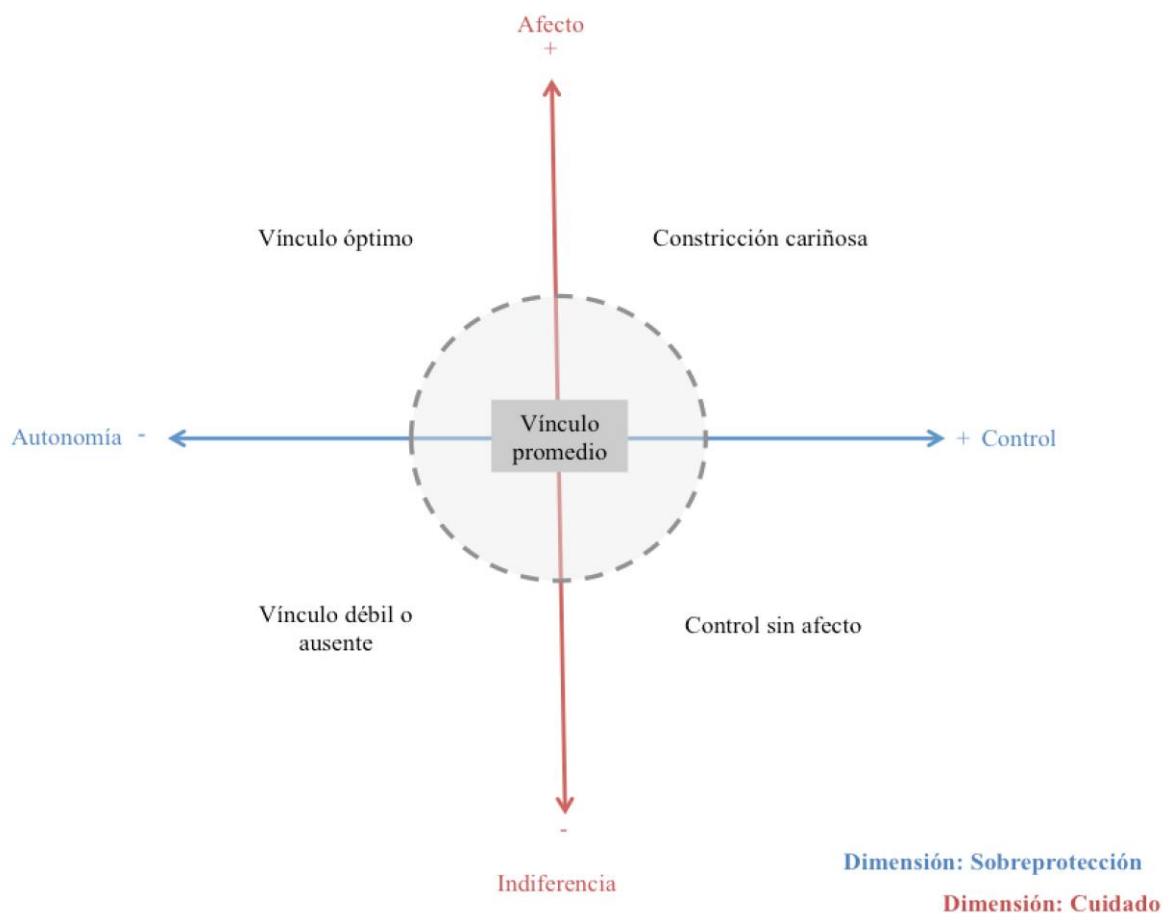 Afecto
+
Vínculo óptimo
Constricción cariñosa
Autonomía -
Vínculo
promedio
+ Control
Vínculo débil o
ausente
Control sin afecto
-
Indiferencia
Dimensión: Sobreprotección
Dimensión: Cuidado